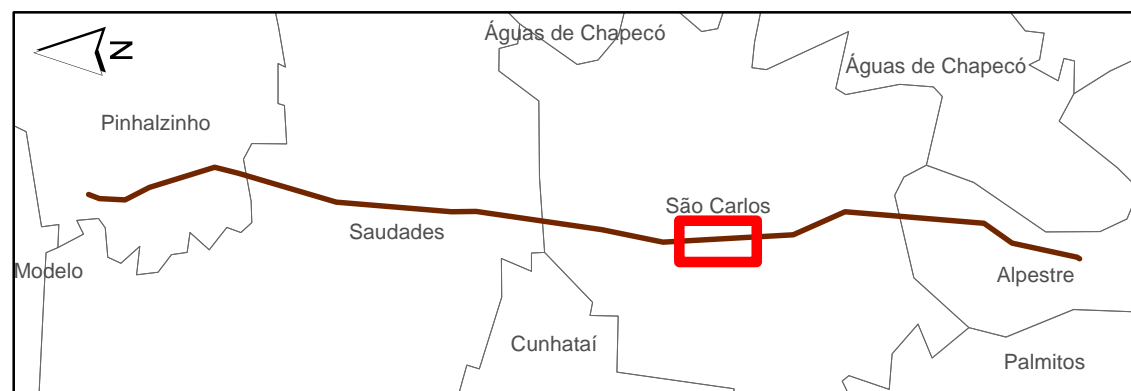 Águas de Chapecó
N
Águas de Chapecó
Pinhalzinho
São Carlos
Saudades
Modelo
Alpestre
Cunhataí
Palmitos